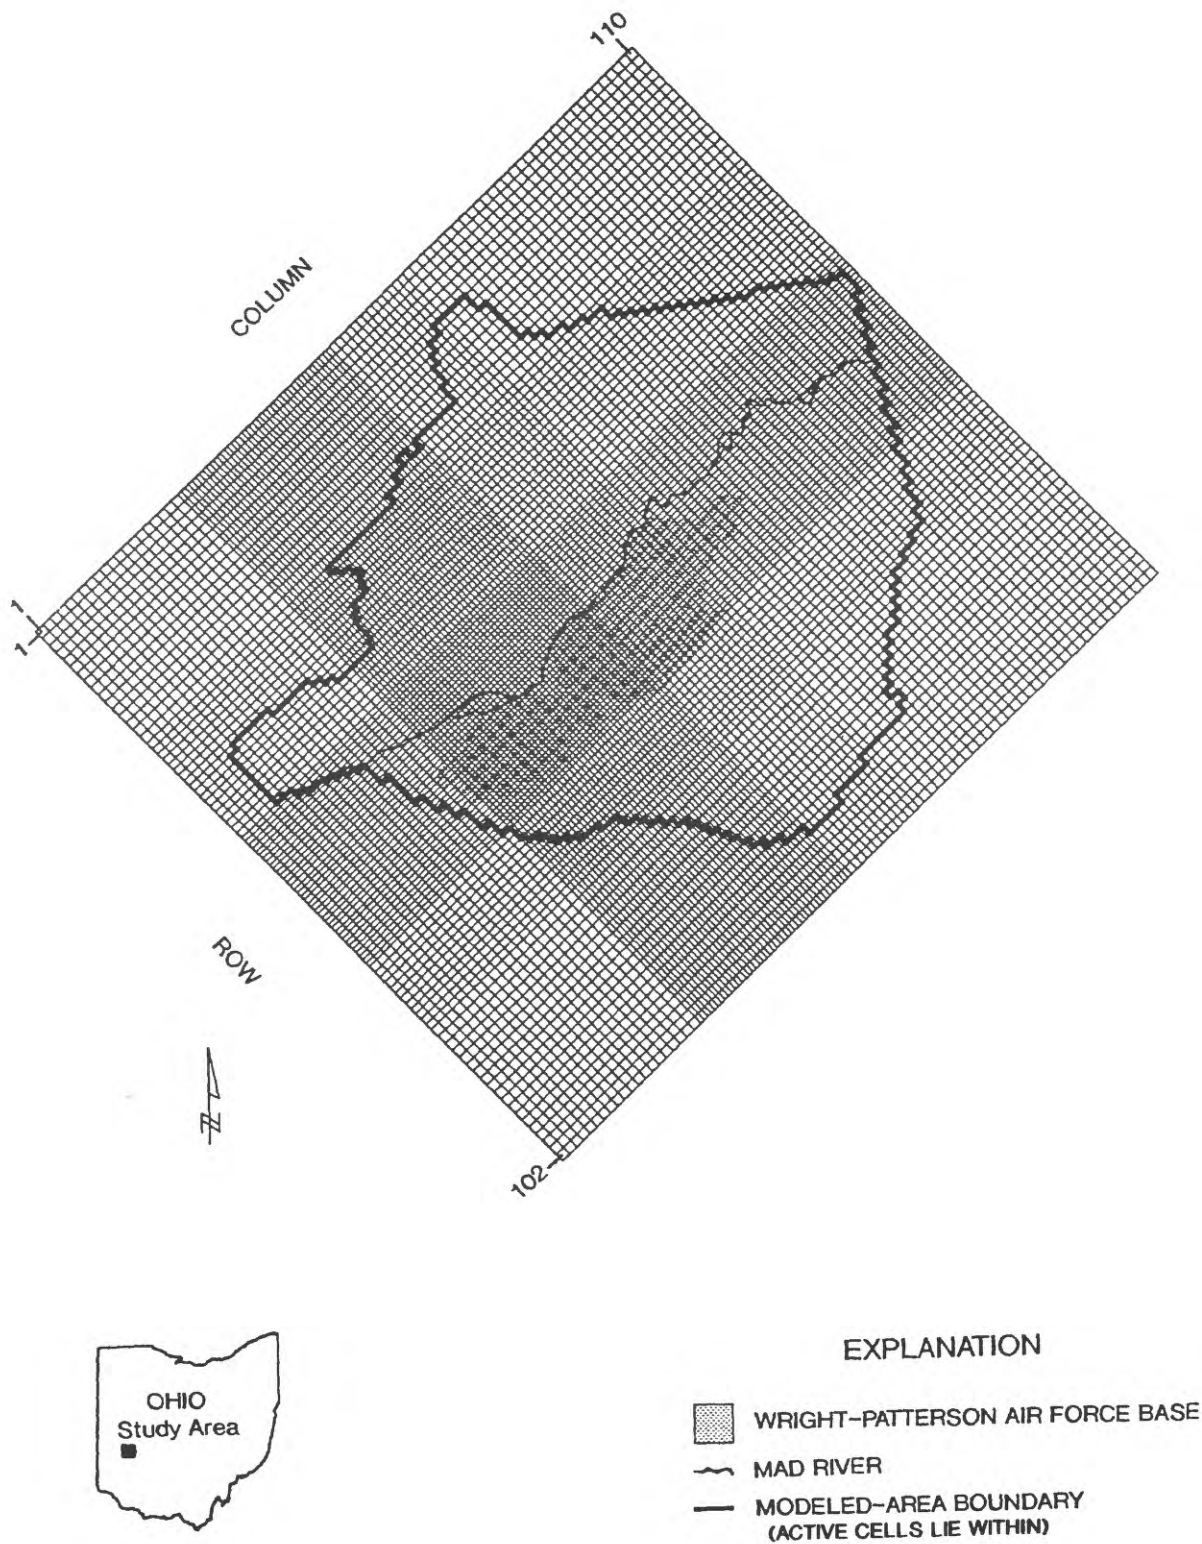 110
COLUMN
1
1
ROW
N
102
OHIO
Study Area
EXPLANATION
WRIGHT-PATTERSON AIR FORCE BASE
MAD RIVER
MODELED-AREA BOUNDARY
(ACTIVE CELLS LIE WITHIN)